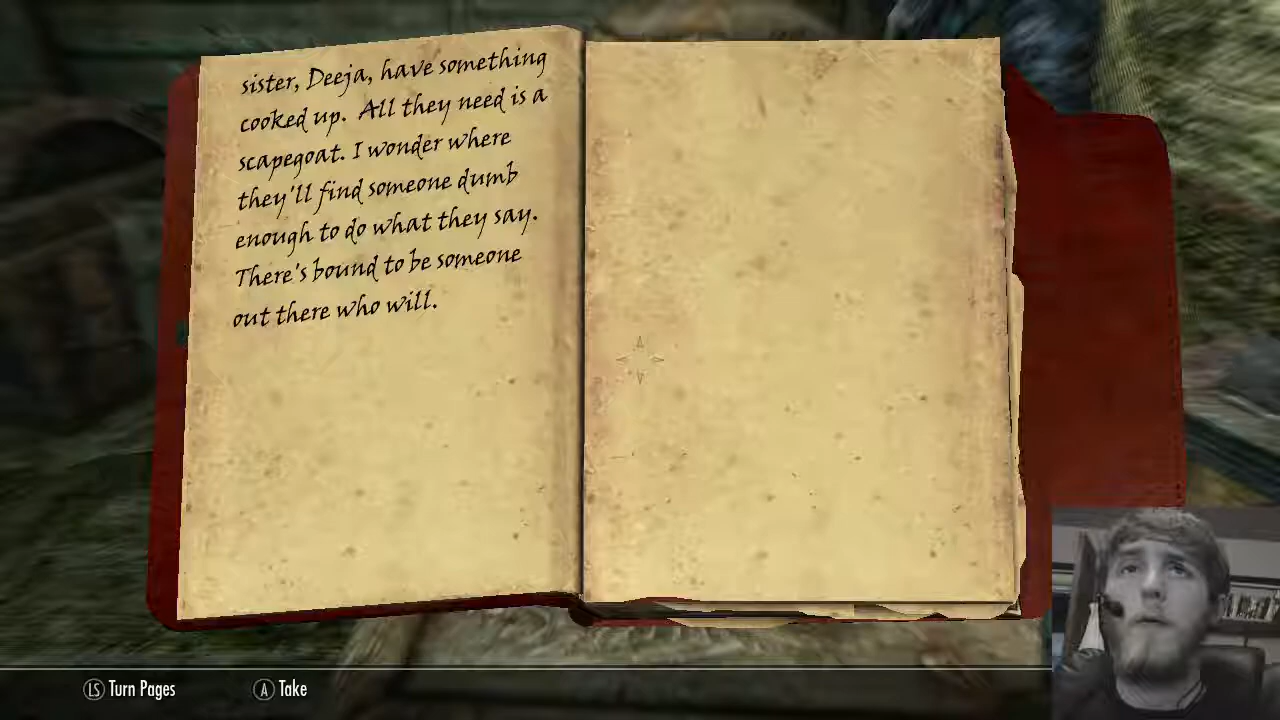 sister, Deeja, have something
cooked up. All they need is a
scapegoat. I wonder where
they'll find someone dumb
enough to do what they say.
There's bound to be someone
out there who will.
LS Turn Pages
A Take